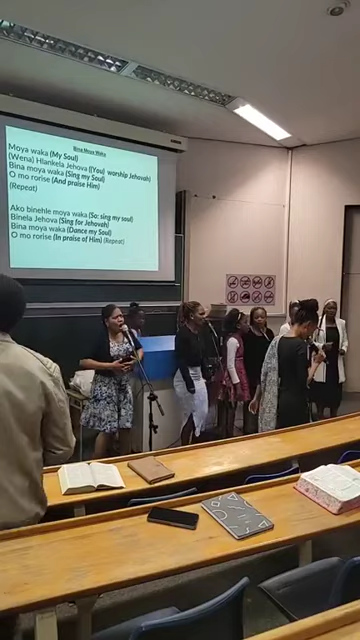 Bina Moya Waka
Moya waka (My Soul)
(Wena) Hlankela Jehova ((You) worship Jehovah)
Bina moya waka (Sing my Soul)
O mo rorise (And praise Him)
(Repeat)
Ako binehle moya waka (So: sing my soul)
Binela Jehova (Sing for Jehovah)
Bina moya waka (Dance my Soul)
O mo rorise (In praise of Him) (Repeat)